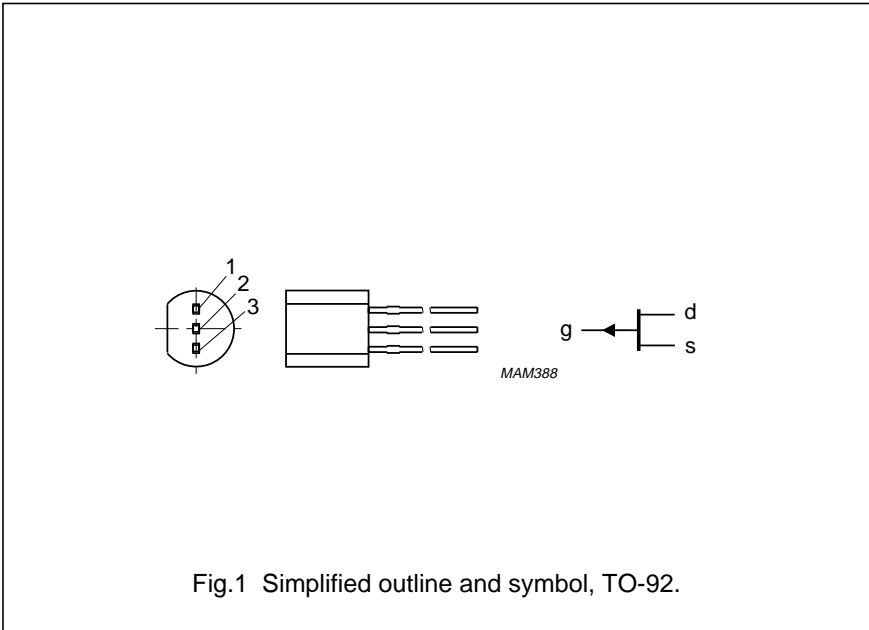 1
2
3
g
d
s
MAM388
Fig.1 Simplified outline and symbol, TO-92.